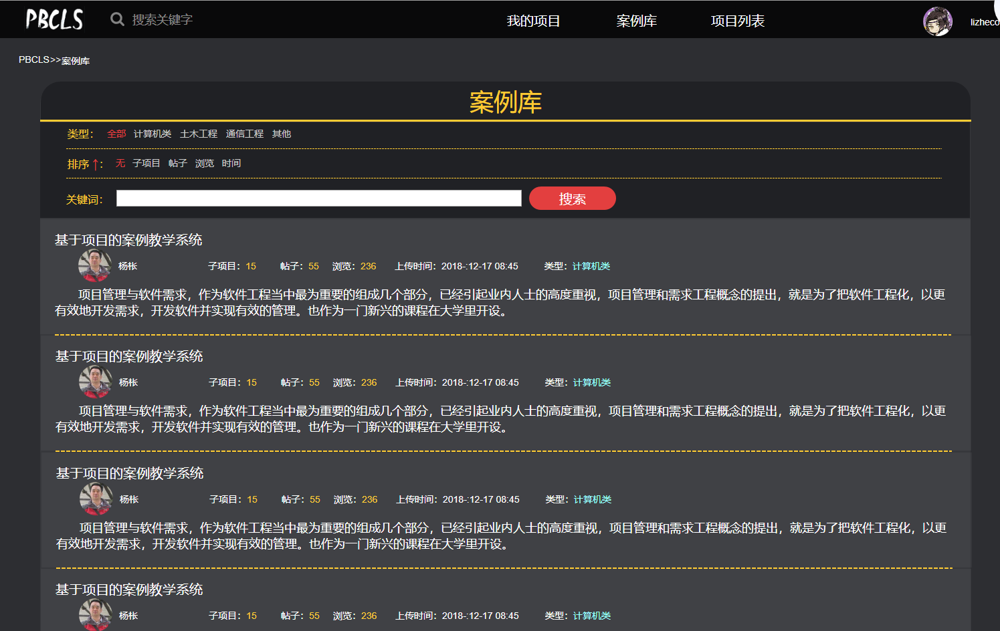 PBCLS 搜索关键字 我的项目 案例库 项目列表 lizheco
PBCLS>>案例库
案例库
类型： 全部 计算机类 土木工程 通信工程 其他
排序↑： 无 子项目 帖子 浏览 时间
关键词： 搜索
基于项目的案例教学系统
杨枨 子项目：15 帖子：55 浏览：236 上传时间：2018-:12-17 08:45 类型：计算机类
项目管理与软件需求，作为软件工程当中最为重要的组成几个部分，已经引起业内人士的高度重视，项目管理和需求工程概念的提出，就是为了把软件工程化，以更
有效地开发需求，开发软件并实现有效的管理。也作为一门新兴的课程在大学里开设。
基于项目的案例教学系统
杨枨 子项目：15 帖子：55 浏览：236 上传时间：2018-:12-17 08:45 类型：计算机类
项目管理与软件需求，作为软件工程当中最为重要的组成几个部分，已经引起业内人士的高度重视，项目管理和需求工程概念的提出，就是为了把软件工程化，以更
有效地开发需求，开发软件并实现有效的管理。也作为一门新兴的课程在大学里开设。
基于项目的案例教学系统
杨枨 子项目：15 帖子：55 浏览：236 上传时间：2018-:12-17 08:45 类型：计算机类
项目管理与软件需求，作为软件工程当中最为重要的组成几个部分，已经引起业内人士的高度重视，项目管理和需求工程概念的提出，就是为了把软件工程化，以更
有效地开发需求，开发软件并实现有效的管理。也作为一门新兴的课程在大学里开设。
基于项目的案例教学系统
杨枨 子项目：15 帖子：55 浏览：236 上传时间：2018-:12-17 08:45 类型：计算机类